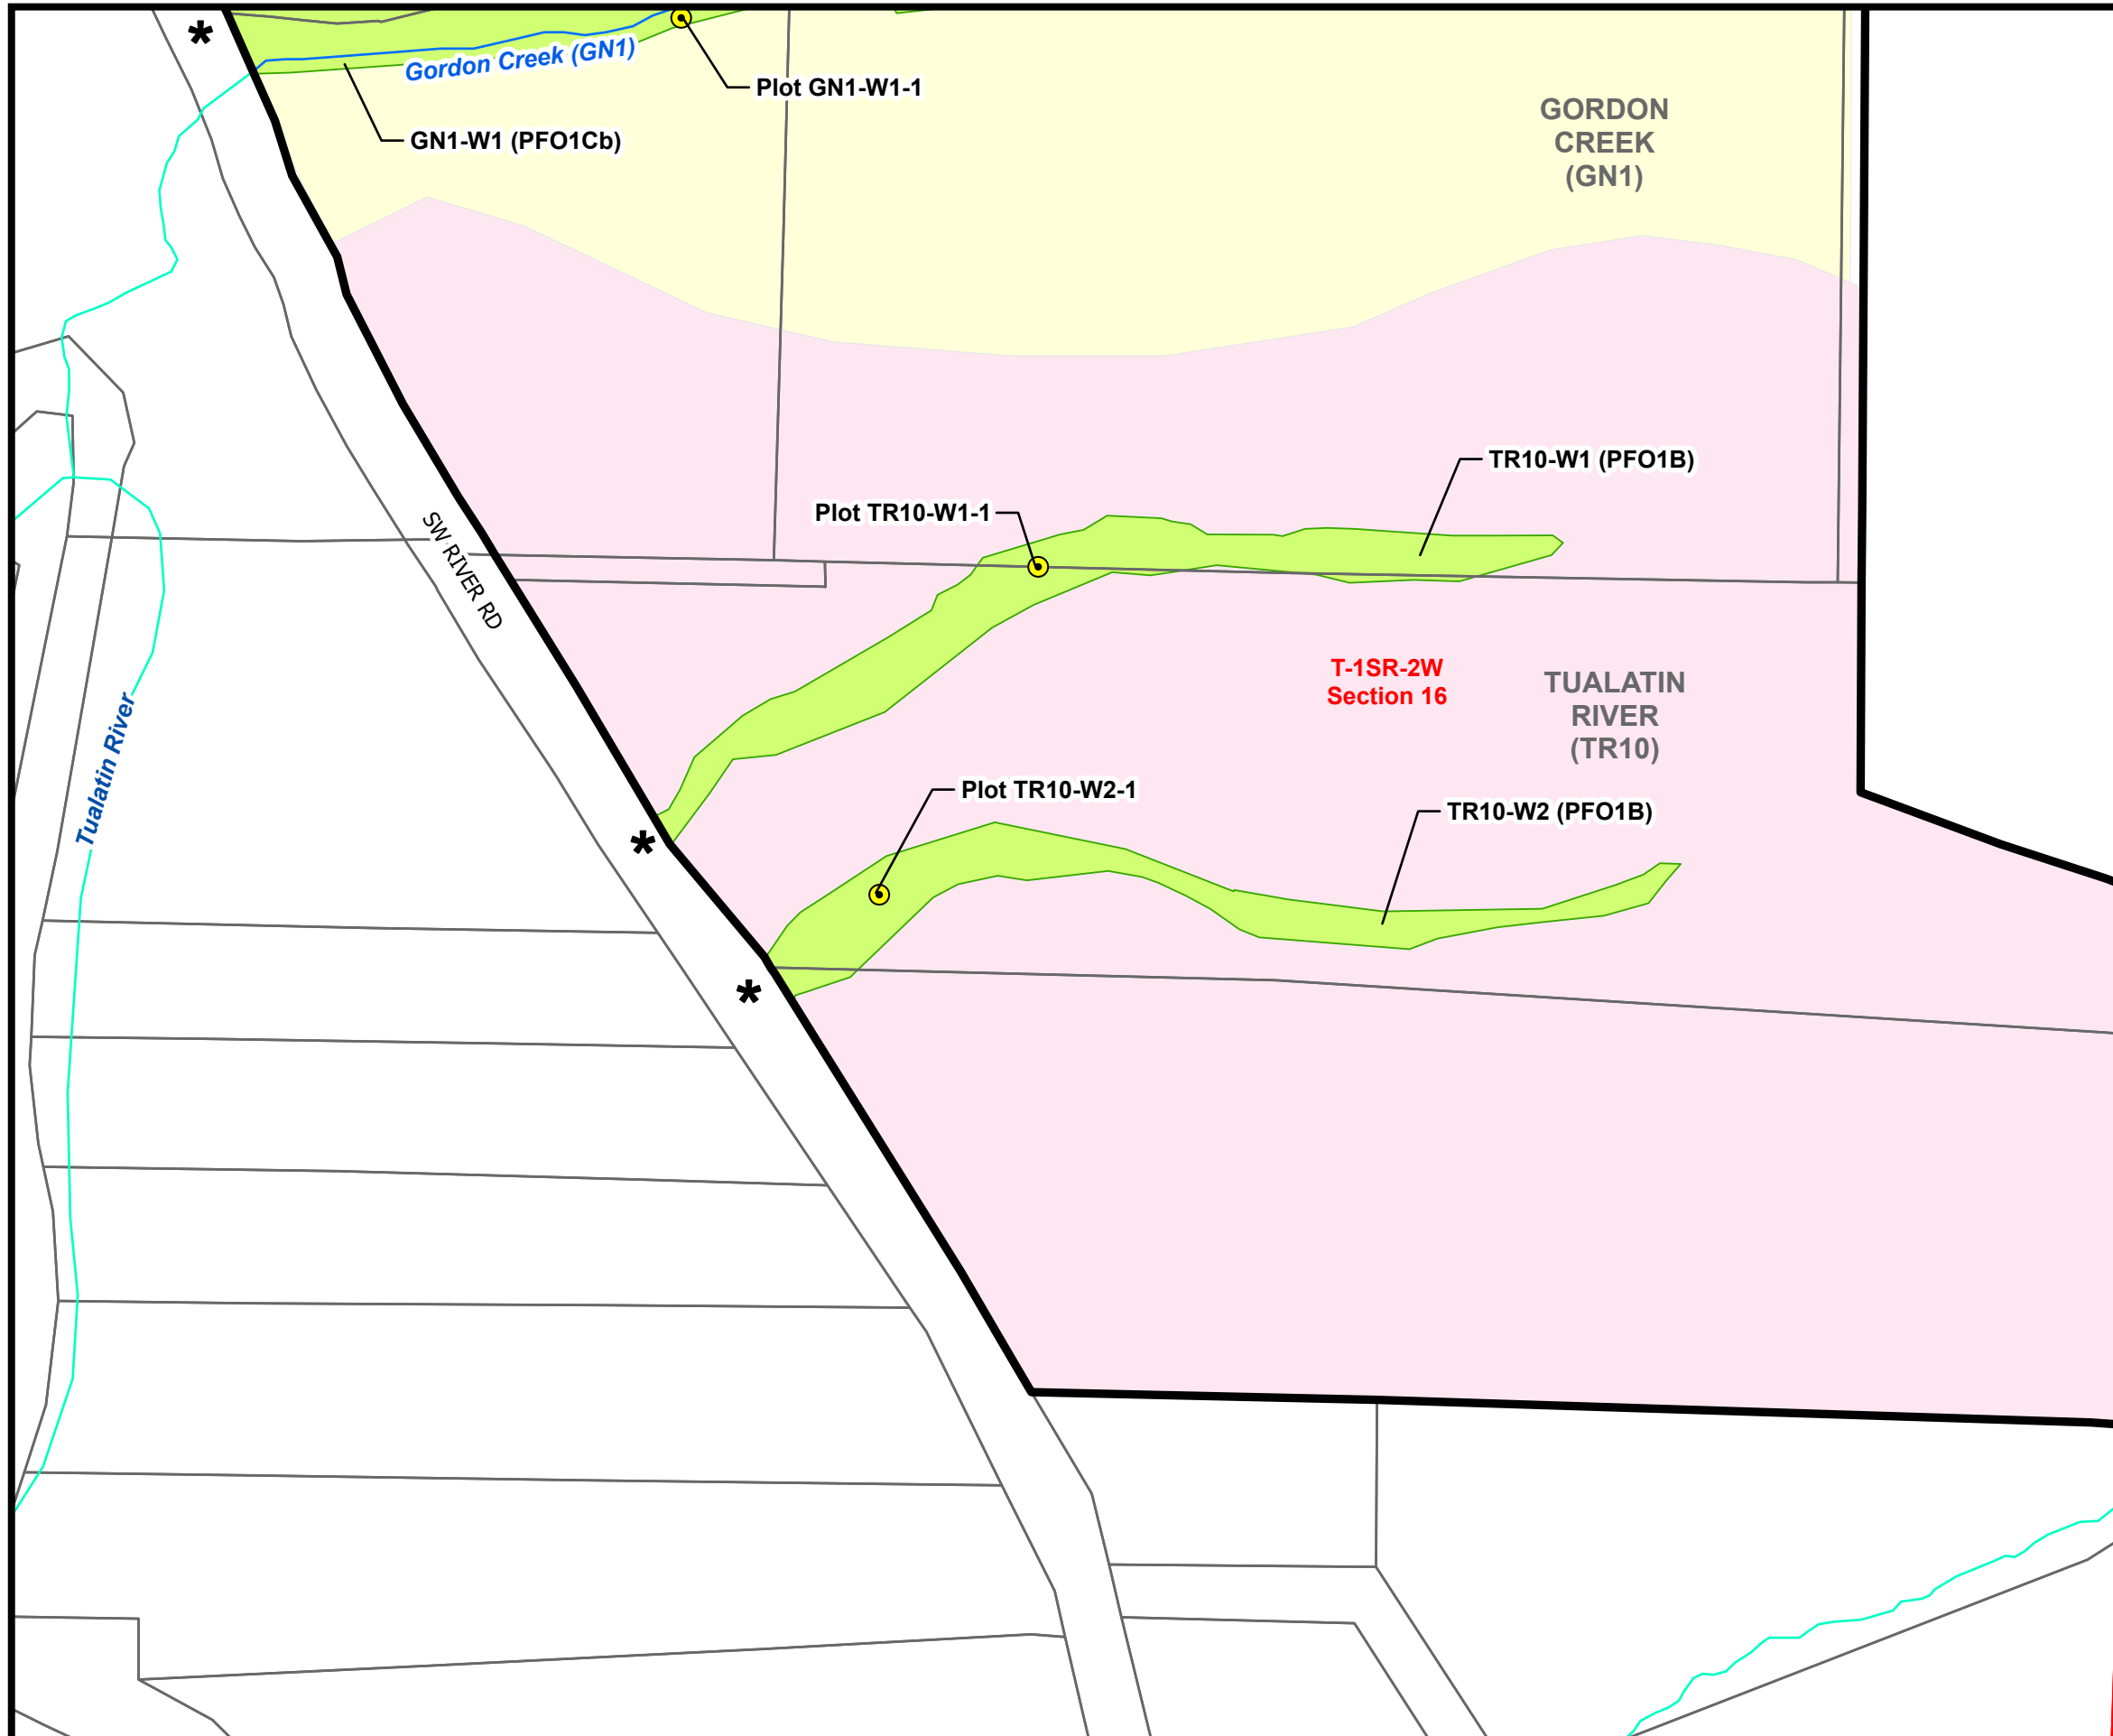 *
Gordon Creek (GN1)
Plot GN1-W1-1
GN1-W1 (PFO1Cb)
GORDON
CREEK
(GN1)
TR10-W1 (PFO1B)
Plot TR10-W1-1
SW RIVER RD
T-1SR-2W
Section 16
TUALATIN
RIVER
(TR10)
Tualatin River
Plot TR10-W2-1
TR10-W2 (PFO1B)
*
*